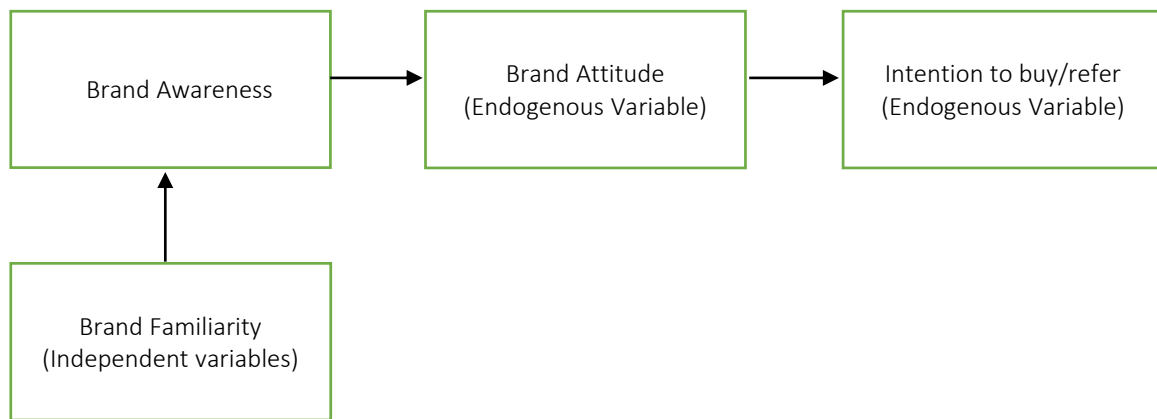 Brand Awareness
Brand Attitude
(Endogenous Variable)
Intention to buy/refer
(Endogenous Variable)
Brand Familiarity
(Independent variables)